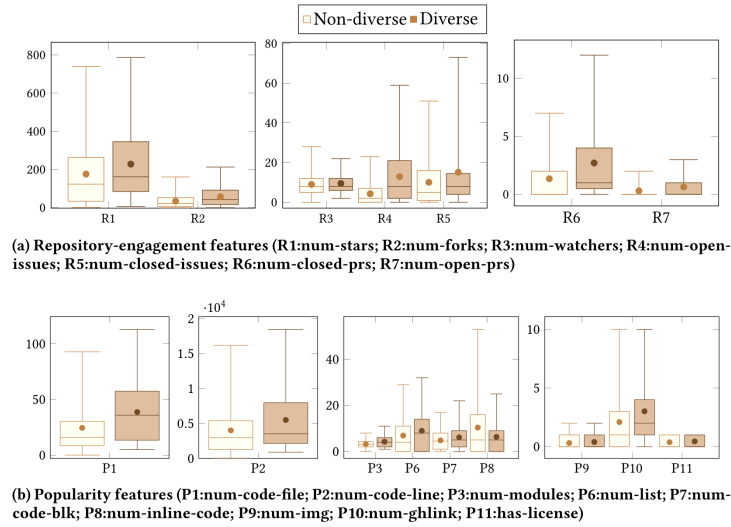 Non-diverse Diverse
800
600
400
200
0
R1 R2
80
60
40
20
0
R3 R4 R5
10
5
0
R6 R7
(a) Repository-engagement features (R1:num-stars; R2:num-forks; R3:num-watchers; R4:num-open-
issues; R5:num-closed-issues; R6:num-closed-prs; R7:num-open-prs)
100
50
0
P1
·10⁴
2
1.5
1
0.5
0
P2
40
20
0
P3 P6 P7 P8
10
5
0
P9 P10 P11
(b) Popularity features (P1:num-code-file; P2:num-code-line; P3:num-modules; P6:num-list; P7:num-
code-blk; P8:num-inline-code; P9:num-img; P10:num-ghlink; P11:has-license)